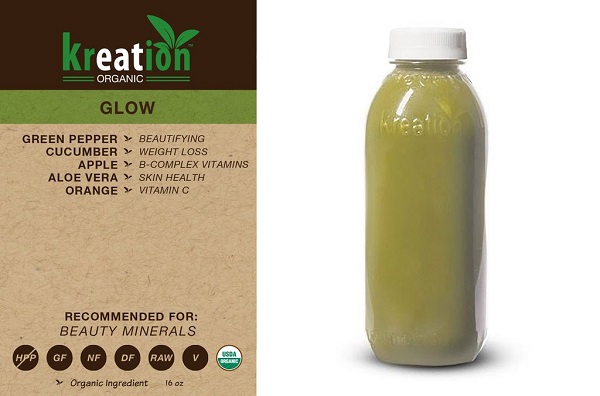 kreation™
ORGANIC
GLOW
GREEN PEPPER BEAUTIFYING
CUCUMBER WEIGHT LOSS
APPLE B-COMPLEX VITAMINS
ALOE VERA SKIN HEALTH
ORANGE VITAMIN C
RECOMMENDED FOR:
BEAUTY MINERALS
HPP GF NF DF RAW V USDA ORGANIC
Organic Ingredient 16 oz
kreation